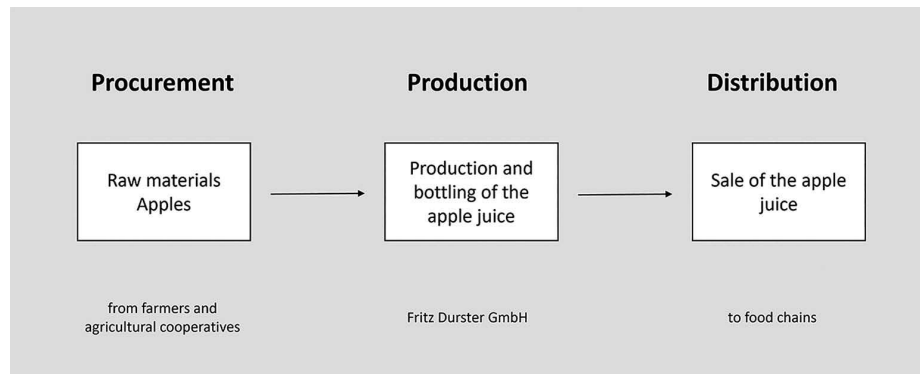 Procurement
Production
Distribution
Raw materials
Apples
Production and
bottling of the
apple juice
Sale of the apple
juice
from farmers and
agricultural cooperatives
Fritz Durster GmbH
to food chains